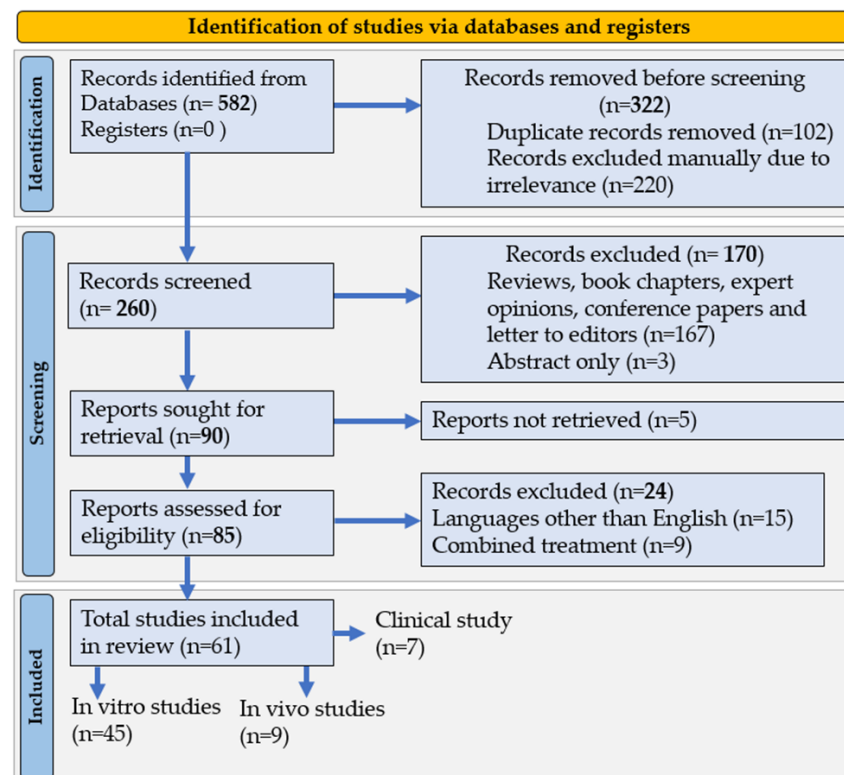 Identification of studies via databases and registers
Identification
Records identified from
Databases (n= 582)
Registers (n=0 )
Records removed before screening
(n=322)
Duplicate records removed (n=102)
Records excluded manually due to
irrelevance (n=220)
Screening
Records screened
(n= 260)
Records excluded (n= 170)
Reviews, book chapters, expert
opinions, conference papers and
letter to editors (n=167)
Abstract only (n=3)
Reports sought for
retrieval (n=90)
Reports not retrieved (n=5)
Reports assessed for
eligibility (n=85)
Records excluded (n=24)
Languages other than English (n=15)
Combined treatment (n=9)
Included
Total studies included
in review (n=61)
Clinical study
(n=7)
In vitro studies
(n=45)
In vivo studies
(n=9)